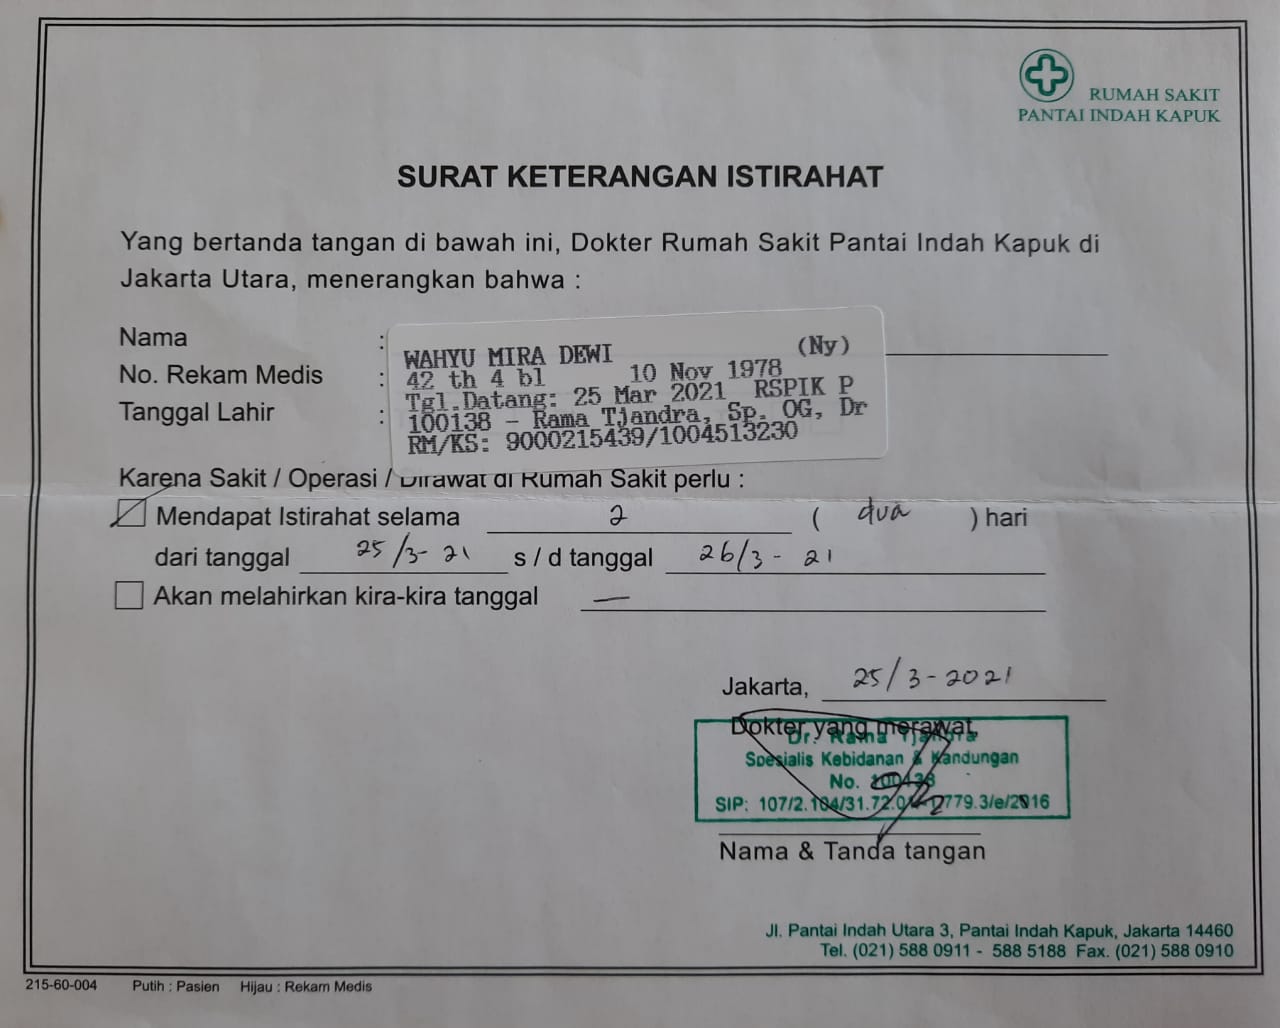 RUMAH SAKIT
PANTAI INDAH KAPUK
SURAT KETERANGAN ISTIRAHAT
Yang bertanda tangan di bawah ini, Dokter Rumah Sakit Pantai Indah Kapuk di
Jakarta Utara, menerangkan bahwa :
Nama :
No. Rekam Medis :
Tanggal Lahir :
WAHYU MIRA DEWI (Ny)
42 th 4 bl 10 Nov 1978
Tgl.Datang: 25 Mar 2021 RSPIK P
100138 - Rama Tjandra, Sp. OG, Dr
RM/KS: 9000215439/1004513230
Karena Sakit / Operasi / Dirawat di Rumah Sakit perlu :
Mendapat Istirahat selama 2 ( dua ) hari
dari tanggal 25/3-21 s / d tanggal 26/3-21
Akan melahirkan kira-kira tanggal —
Jakarta, 25/3-2021
Dokter yang merawat,
Dr. Rama Tjandra
Spesialis Kebidanan & Kandungan
No. 100138
SIP: 107/2.104/31.72.0 779.3/e/2016
Nama & Tanda tangan
Jl. Pantai Indah Utara 3, Pantai Indah Kapuk, Jakarta 14460
Tel. (021) 588 0911 - 588 5188 Fax. (021) 588 0910
215-60-004 Putih : Pasien Hijau : Rekam Medis